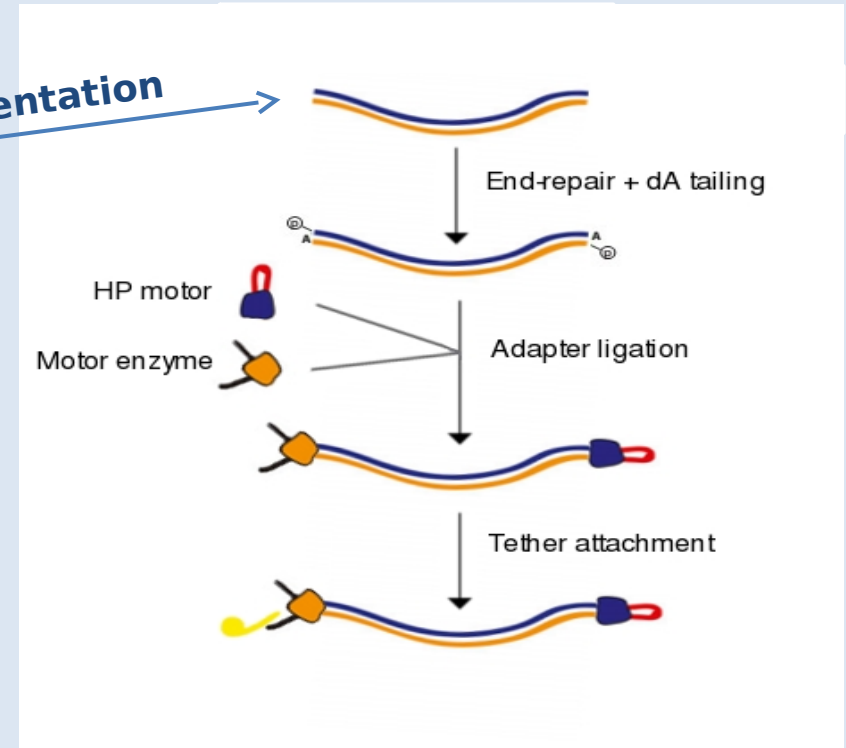 entation
End-repair + dA tailing
P
A
A
P
HP motor
Motor enzyme
Adapter ligation
Tether attachment